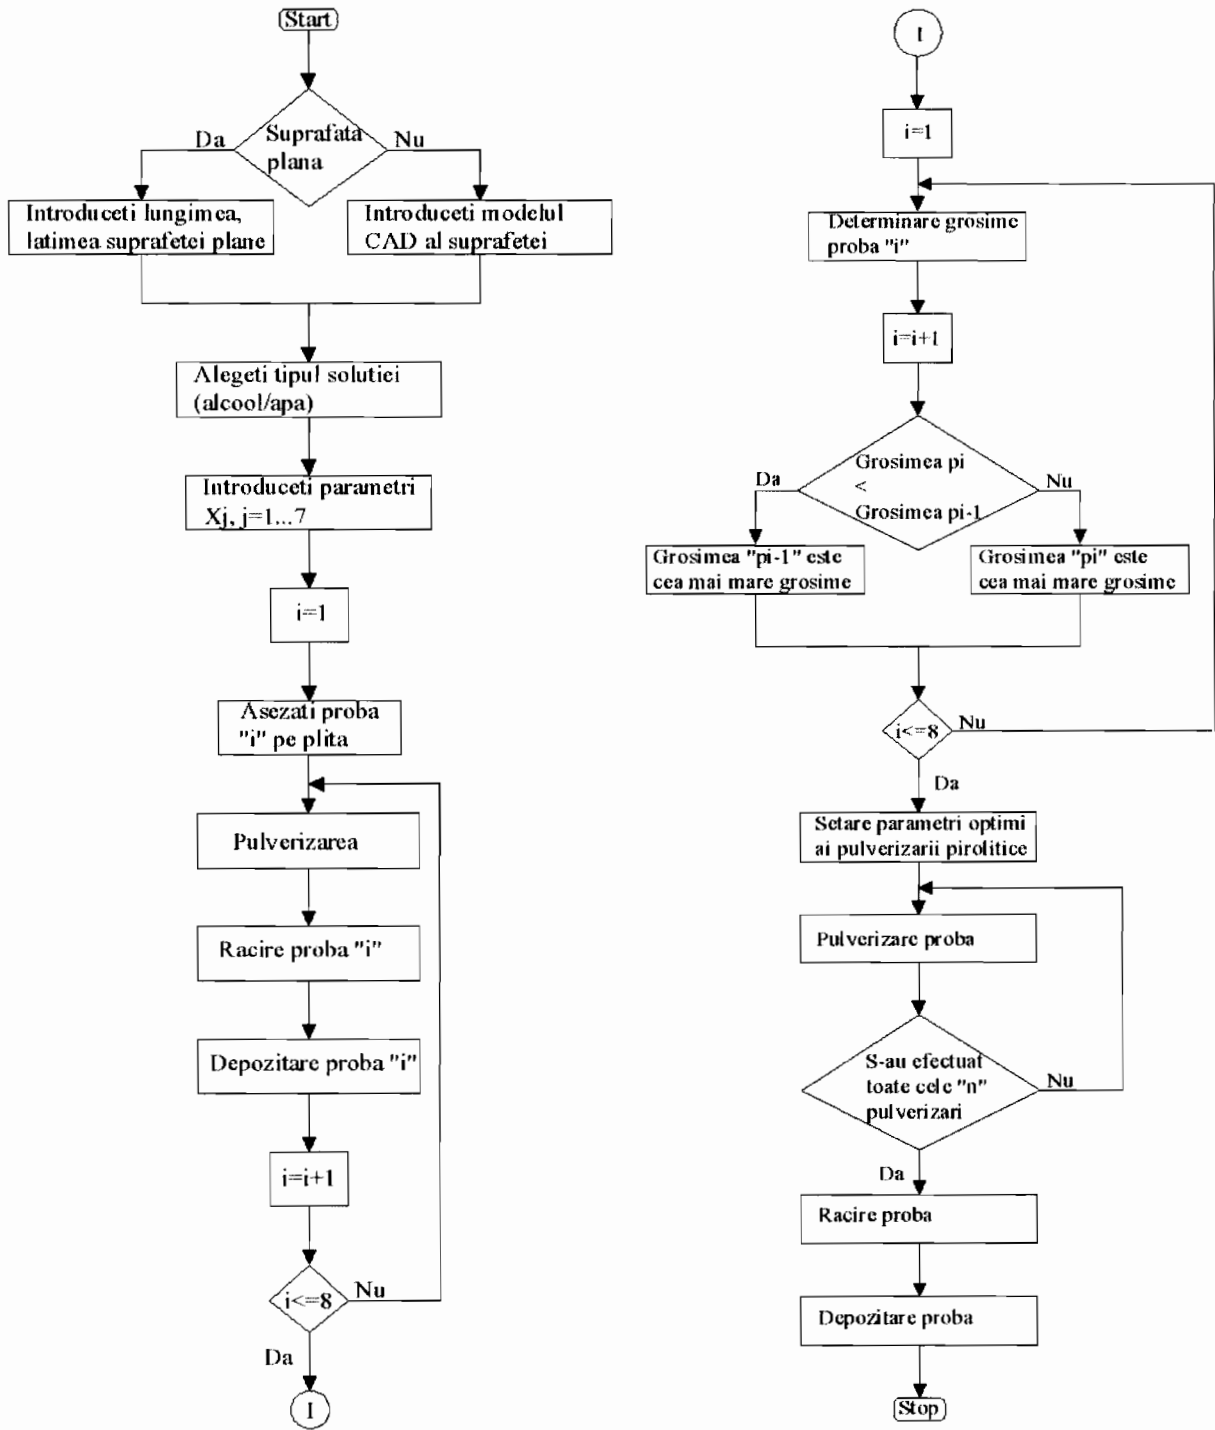 Start
Suprafata
plana
Da
Nu
Introduceti lungimea,
latimea suprafetei plane
Introduceti modelul
CAD al suprafetei
Alegeti tipul solutiei
(alcool/apa)
Introduceti parametri
Xj, j=1...7
i=1
Asezati proba
"i" pe plita
Pulverizarea
Racire proba "i"
Depozitare proba "i"
i=i+1
i<=8
Nu
Da
I
I
i=1
Determinare grosime
proba "i"
i=i+1
Grosimea pi
<
Grosimea pi-1
Da
Nu
Grosimea "pi-1" este
cea mai mare grosime
Grosimea "pi" este
cea mai mare grosime
i<=8
Nu
Da
Setare parametri optimi
ai pulverizarii pirolitice
Pulverizare proba
S-au efectuat
toate cele "n"
pulverizari
Nu
Da
Racire proba
Depozitare proba
Stop